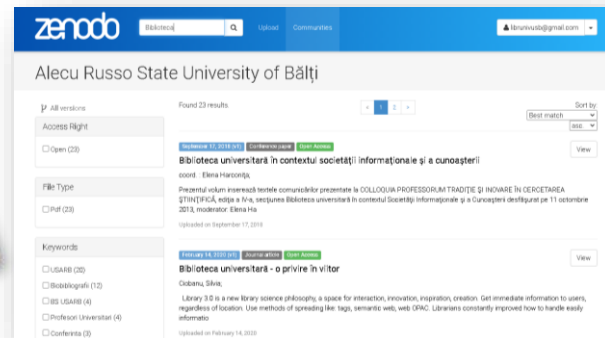 zenodo
Biblioteca
Upload
Communities
librunivusb@gmail.com
Alecu Russo State University of Bălți
All versions
Found 23 results
« 1 2 »
Sort by
Best match
asc.
Access Right
Open (23)
File Type
Pdf (23)
Keywords
USARB (20)
Biobibliografii (12)
BS USARB (4)
Profesori Universitari (4)
Conferinta (3)
September 17, 2018 (v1) Conference paper Open Access
View
Biblioteca universitară în contextul societății informaționale și a cunoașterii
coord. : Elena Harconița,
Prezentul volum inserează textele comunicărilor prezentate la COLLOQUIA PROFESSORUM TRADIȚIE ȘI INOVARE ÎN CERCETAREA
ȘTIINȚIFICĂ, ediția a IV-a, secțiunea Biblioteca universitară în contextul Societății Informaționale și a Cunoașterii desfășurat pe 11 octombrie
2013, moderator: Elena Ha
Uploaded on September 17, 2018
February 14, 2020 (v1) Journal article Open Access
View
Biblioteca universitară - o privire în viitor
Ciobanu, Silvia;
Library 3.0 is a new library science philosophy, a space for interaction, innovation, inspiration, creation. Get immediate information to users,
regardless of location. Use methods of spreading like: tags, semantic web, web OPAC. Librarians constantly improved how to handle easily
informatio
Uploaded on February 14, 2020